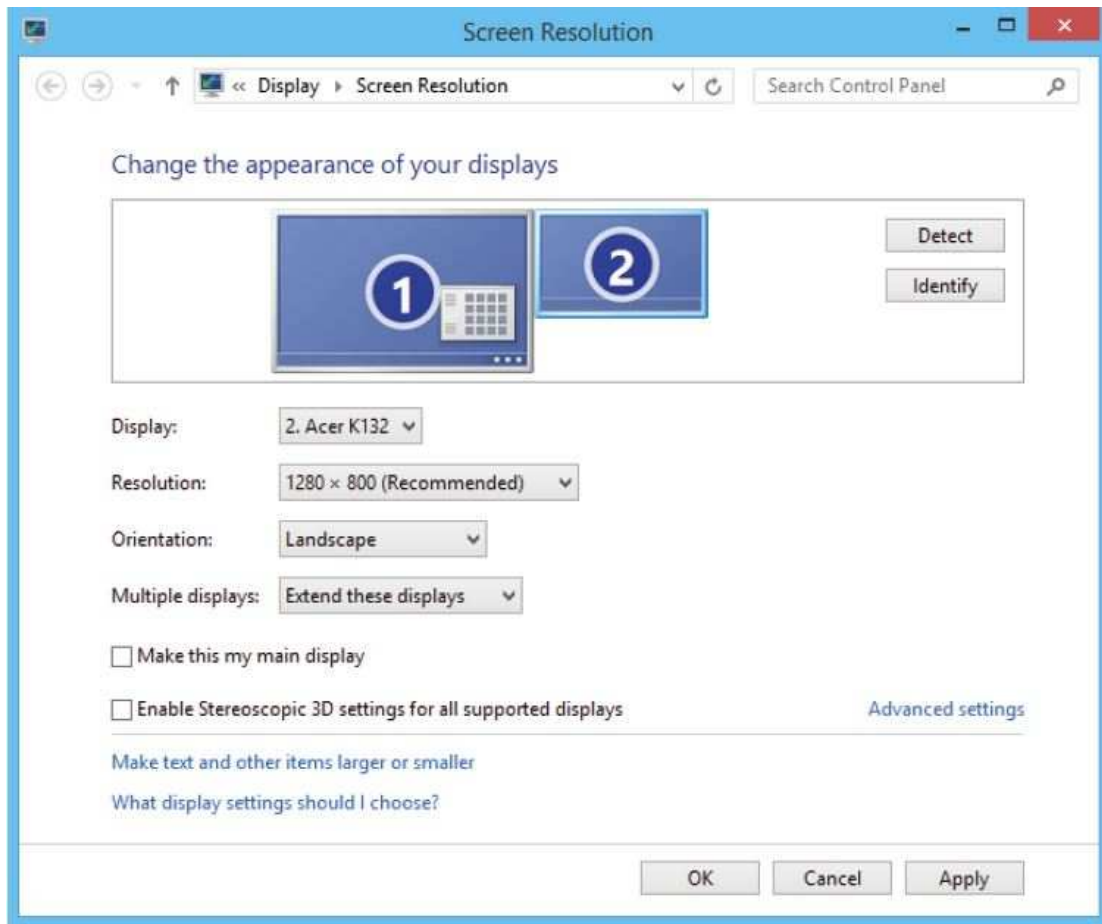 Screen Resolution
« Display Screen Resolution Search Control Panel
Change the appearance of your displays
1 2
Detect
Identify
Display: 2. Acer K132
Resolution: 1280 × 800 (Recommended)
Orientation: Landscape
Multiple displays: Extend these displays
Make this my main display
Enable Stereoscopic 3D settings for all supported displays Advanced settings
Make text and other items larger or smaller
What display settings should I choose?
OK Cancel Apply